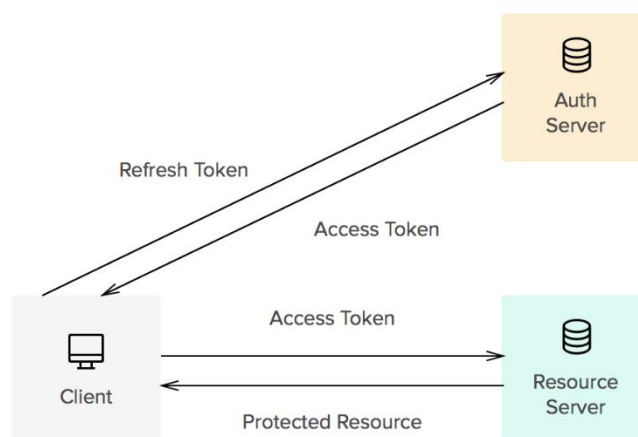 Auth
Server
Refresh Token
Access Token
Access Token
Client
Resource
Server
Protected Resource